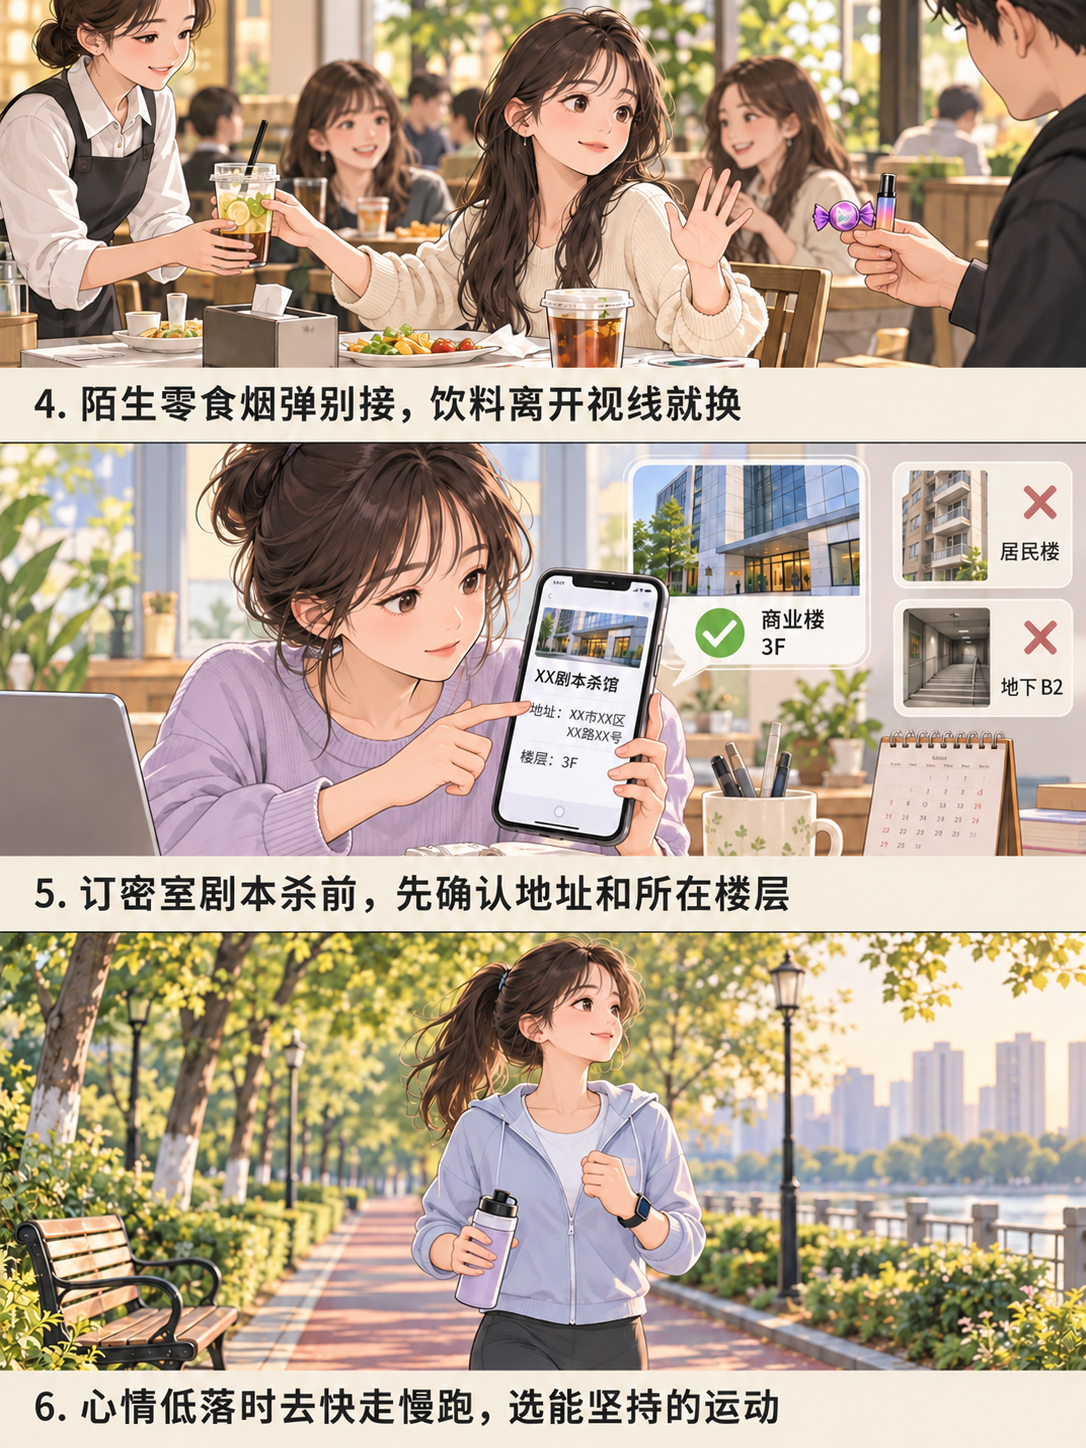 4. 陌生零食烟弹别接，饮料离开视线就换
商业楼
3F
居民楼
地下B2
XX剧本杀馆
地址：XX市XX区
XX路XX号
楼层：3F
5. 订密室剧本杀前，先确认地址和所在楼层
6. 心情低落时去快走慢跑，选能坚持的运动